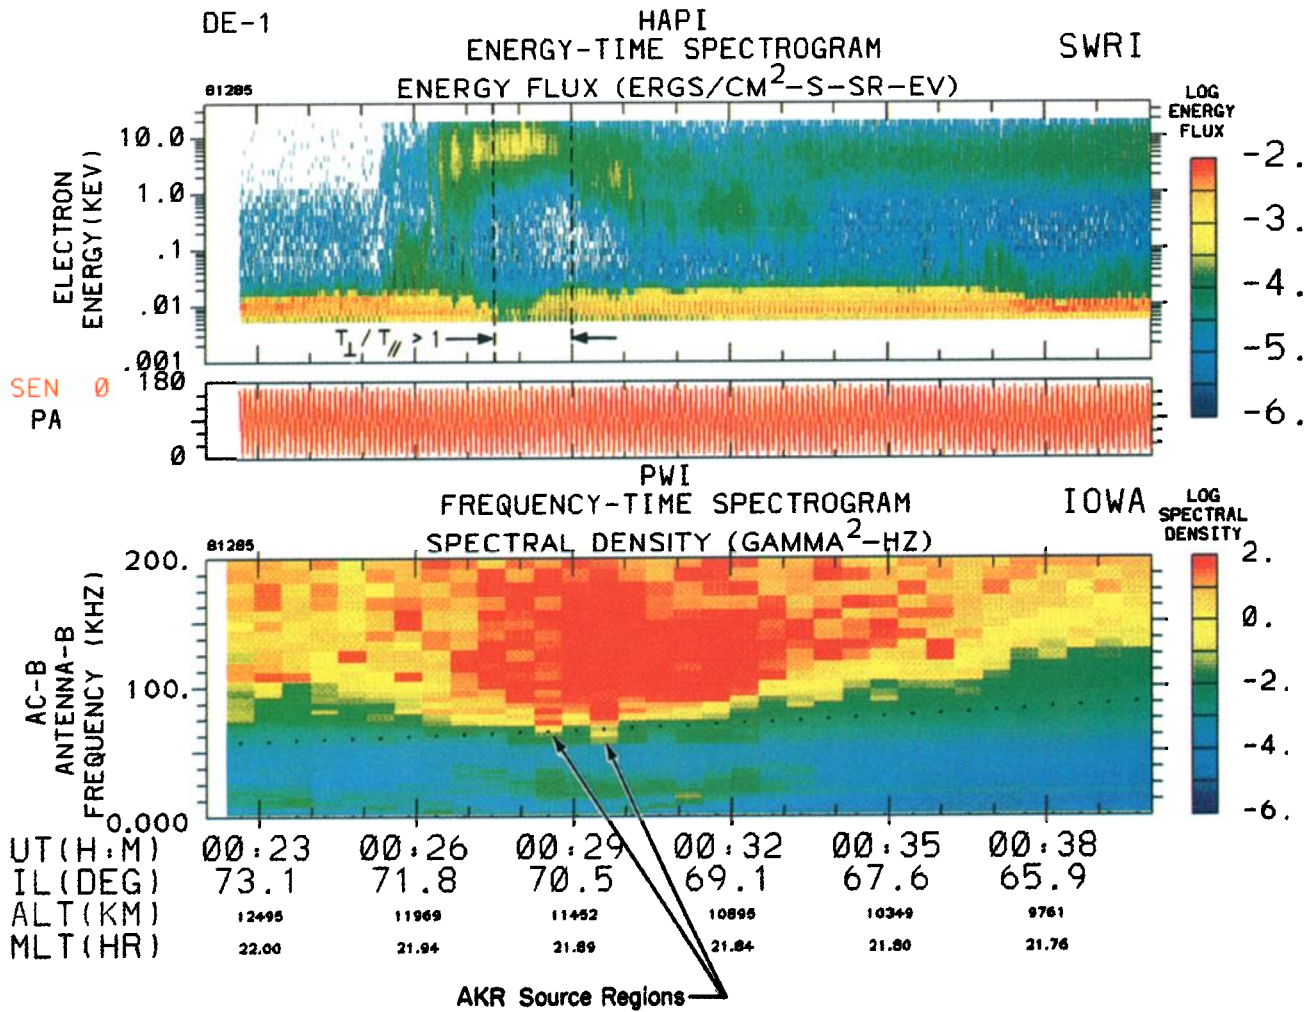 DE-1
HAPI
ENERGY-TIME SPECTROGRAM
SWRI
81285
ENERGY FLUX (ERGS/CM²-S-SR-EV)
LOG
ENERGY
FLUX
ELECTRON
ENERGY(KEV)
10.0
1.0
.1
.01
.001
T⊥/T∥ > 1
-2.
-3.
-4.
-5.
-6.
SEN 0
PA
180
0
PWI
FREQUENCY-TIME SPECTROGRAM
IOWA
81285
SPECTRAL DENSITY (GAMMA²-HZ)
LOG
SPECTRAL
DENSITY
AC-B
ANTENNA-B
FREQUENCY (KHZ)
200.
100.
0.000
2.
0.
-2.
-4.
-6.
UT(H:M) 00:23 00:26 00:29 00:32 00:35 00:38
IL(DEG) 73.1 71.8 70.5 69.1 67.6 65.9
ALT(KM) 12495 11969 11452 10895 10349 9761
MLT(HR) 22.00 21.94 21.89 21.84 21.80 21.76
AKR Source Regions